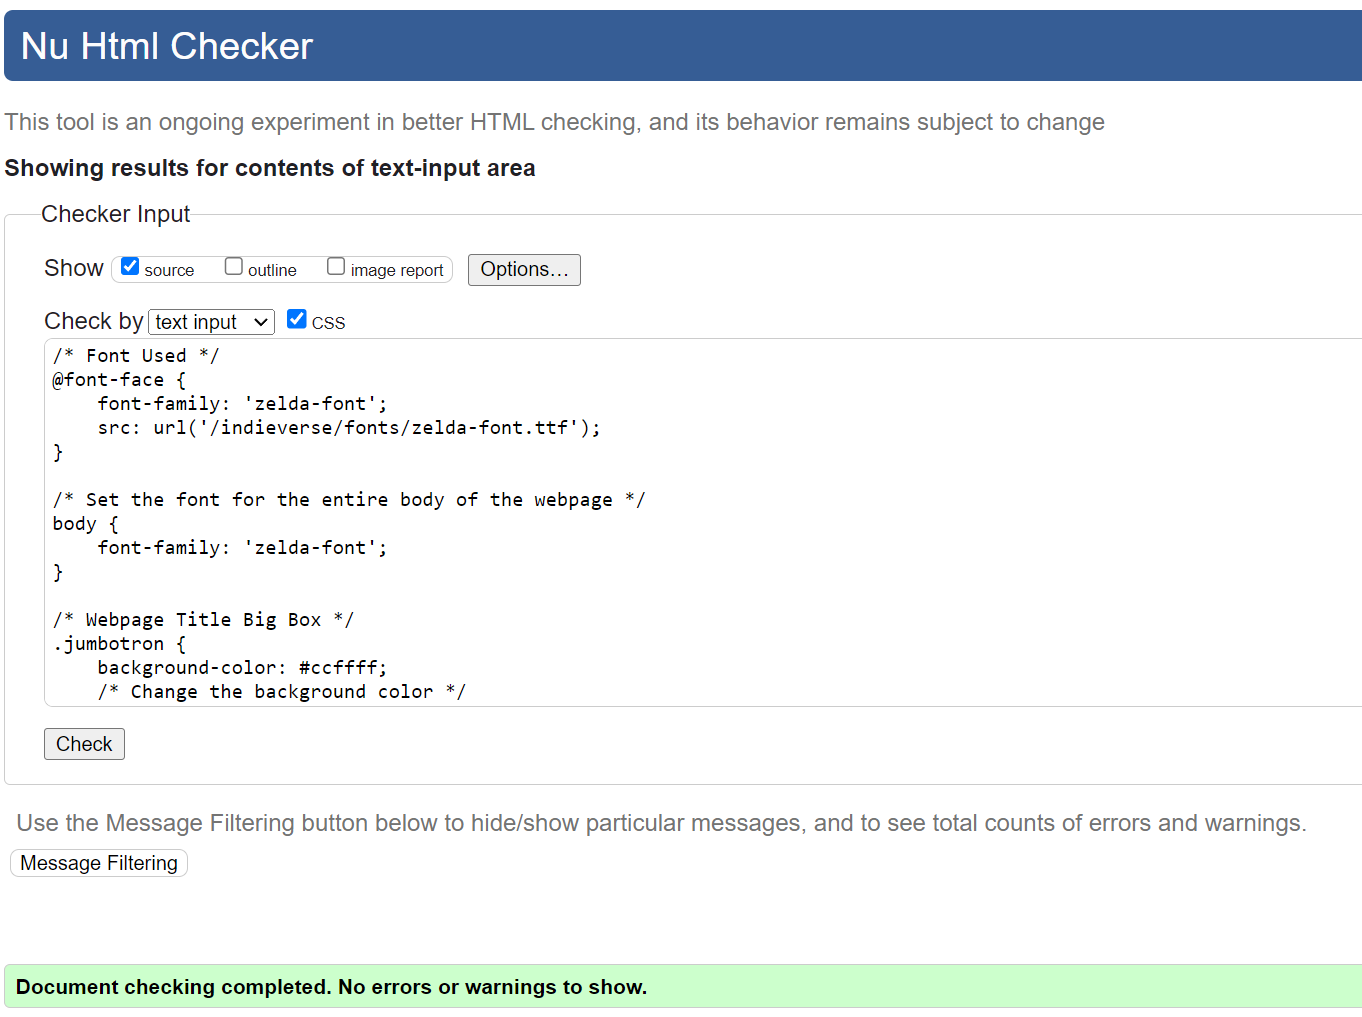 Nu Html Checker
This tool is an ongoing experiment in better HTML checking, and its behavior remains subject to change
Showing results for contents of text-input area
Checker Input
Show source outline image report Options...
Check by text input CSS
/* Font Used */
@font-face {
    font-family: 'zelda-font';
    src: url('/indieverse/fonts/zelda-font.ttf');
}

/* Set the font for the entire body of the webpage */
body {
    font-family: 'zelda-font';
}

/* Webpage Title Big Box */
.jumbotron {
    background-color: #ccffff;
    /* Change the background color */
Check
Use the Message Filtering button below to hide/show particular messages, and to see total counts of errors and warnings.
Message Filtering
Document checking completed. No errors or warnings to show.